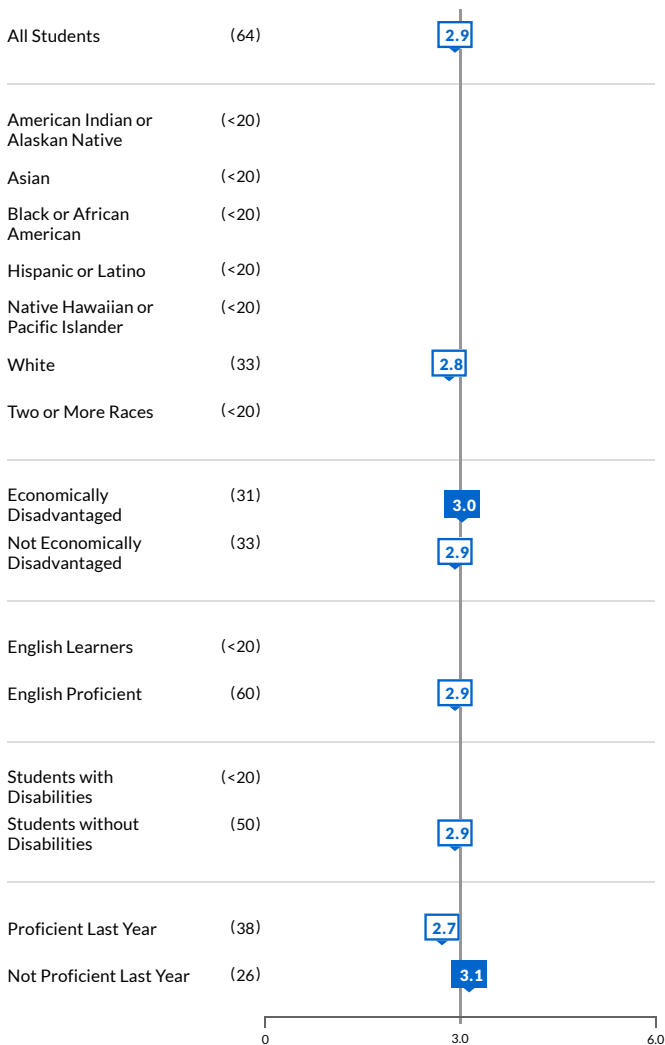 All Students (64) 2.9
American Indian or (<20)
Alaskan Native
Asian (<20)
Black or African (<20)
American
Hispanic or Latino (<20)
Native Hawaiian or (<20)
Pacific Islander
White (33) 2.8
Two or More Races (<20)
Economically (31) 3.0
Disadvantaged
Not Economically (33) 2.9
Disadvantaged
English Learners (<20)
English Proficient (60) 2.9
Students with (<20)
Disabilities
Students without (50) 2.9
Disabilities
Proficient Last Year (38) 2.7
Not Proficient Last Year (26) 3.1
0 3.0 6.0